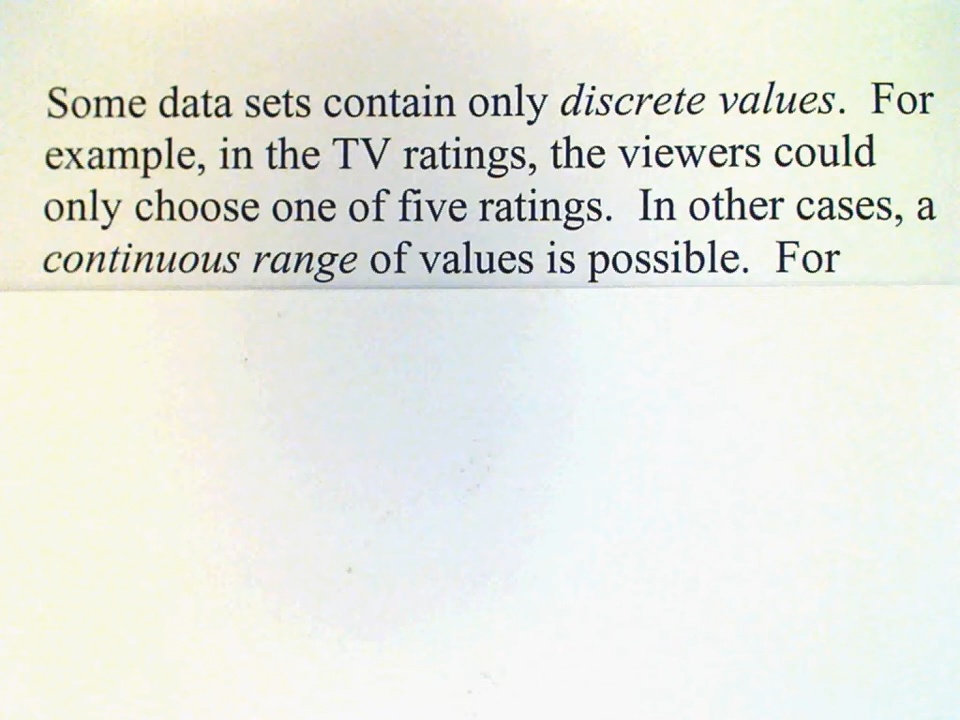 Some data sets contain only discrete values. For
example, in the TV ratings, the viewers could
only choose one of five ratings. In other cases, a
continuous range of values is possible. For